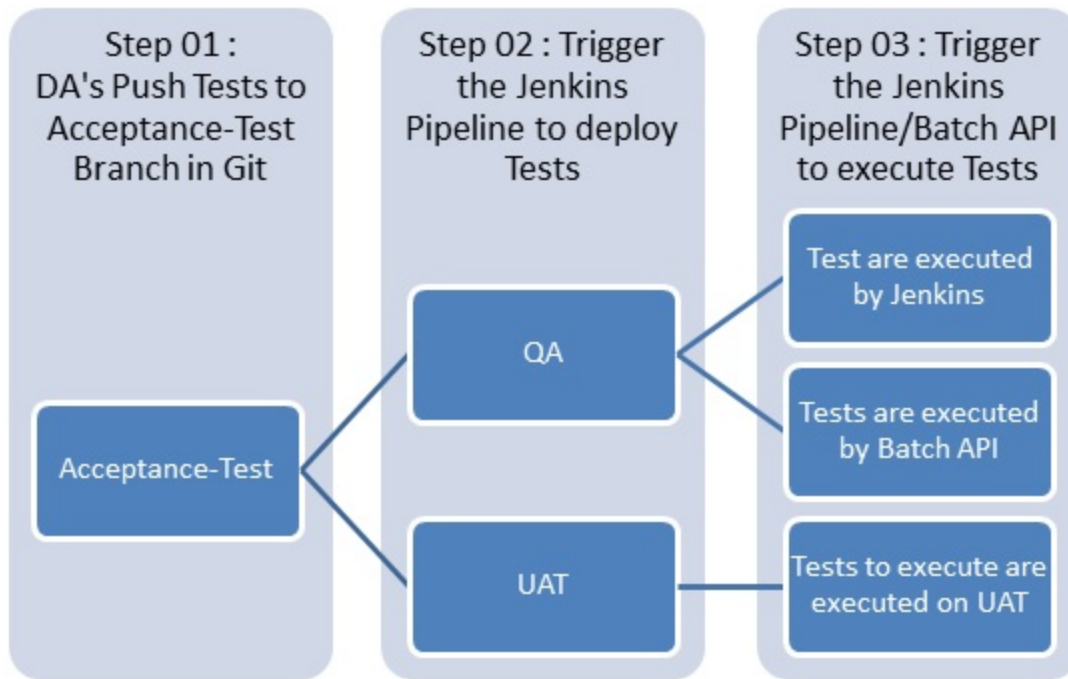 Step 01 :
DA's Push Tests to
Acceptance-Test
Branch in Git
Acceptance-Test
Step 02 : Trigger
the Jenkins
Pipeline to deploy
Tests
QA
UAT
Step 03 : Trigger
the Jenkins
Pipeline/Batch API
to execute Tests
Test are executed
by Jenkins
Tests are executed
by Batch API
Tests to execute are
executed on UAT